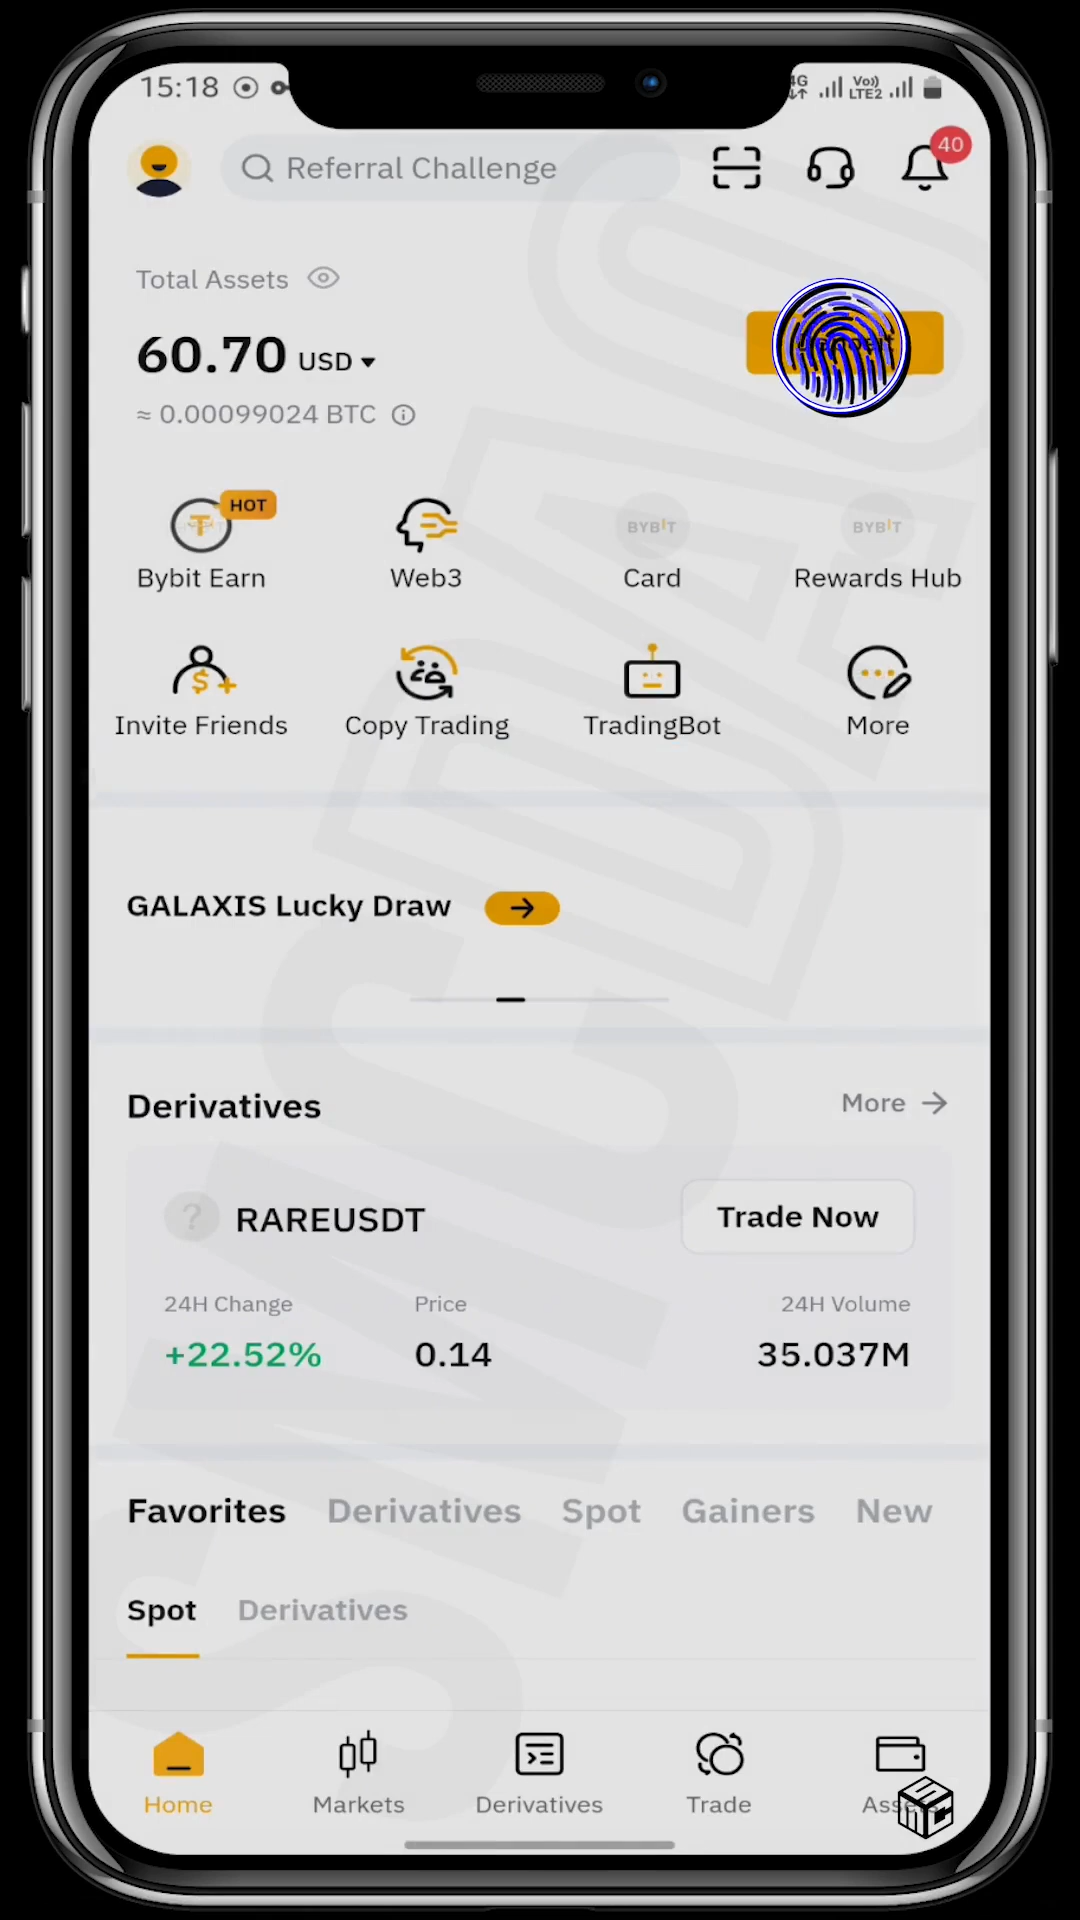 15:18
4G
Vo))
LTE2
Referral Challenge
40
Total Assets
60.70 USD
≈ 0.00099024 BTC
HOT
BYBIT
BYBIT
Bybit Earn
Web3
Card
Rewards Hub
Invite Friends
Copy Trading
TradingBot
More
GALAXIS Lucky Draw
Derivatives
More
? RAREUSDT
Trade Now
24H Change
Price
24H Volume
+22.52%
0.14
35.037M
Favorites
Derivatives
Spot
Gainers
New
Spot
Derivatives
Home
Markets
Derivatives
Trade